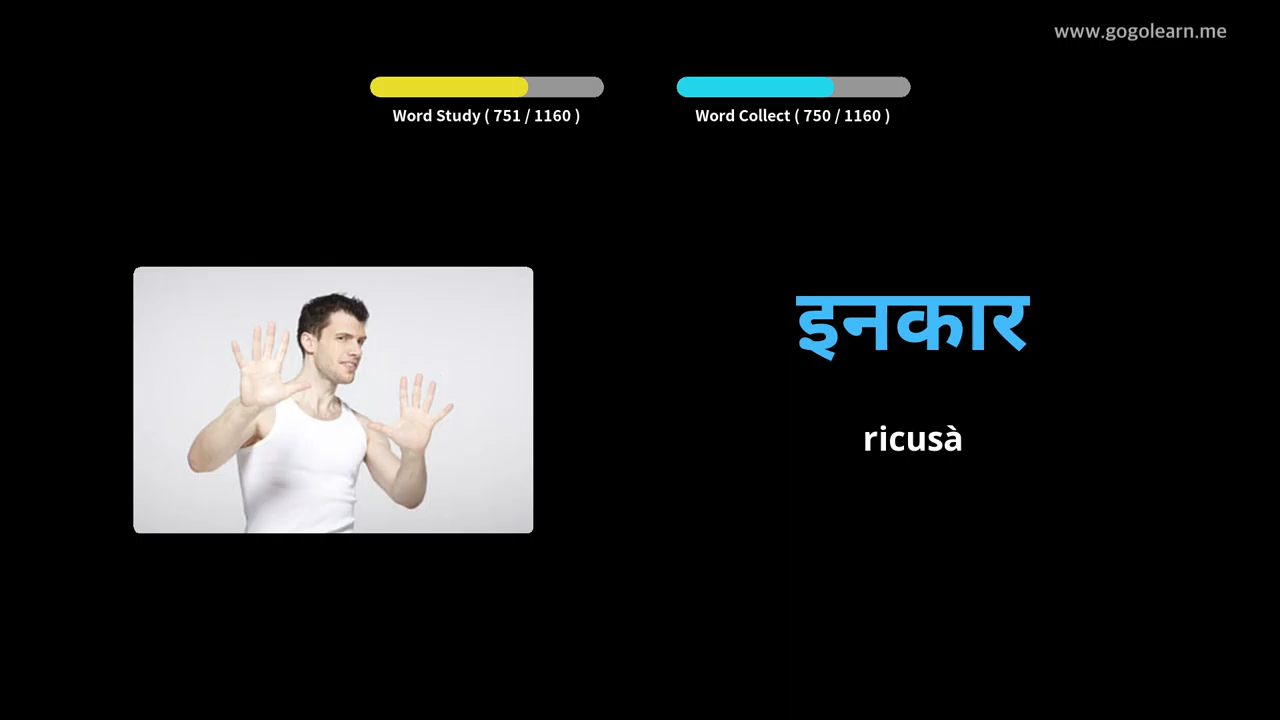 www.gogolearn.me
Word Study ( 751 / 1160 )
Word Collect ( 750 / 1160 )
इनकार
ricusà